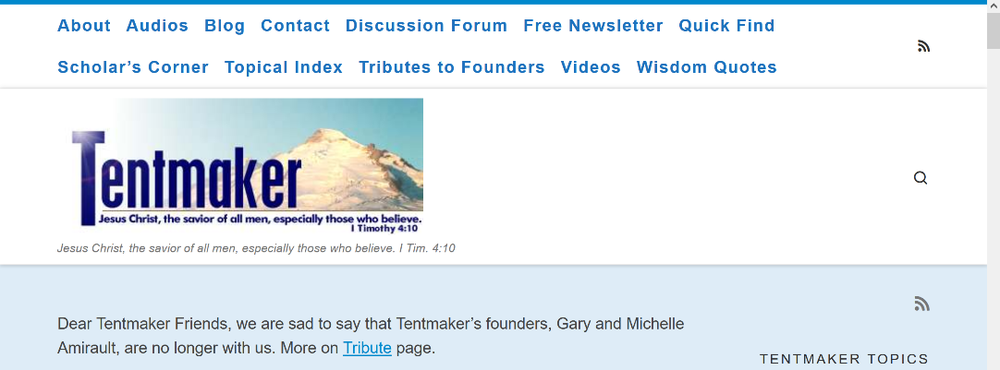 About Audios Blog Contact Discussion Forum Free Newsletter Quick Find
Scholar’s Corner Topical Index Tributes to Founders Videos Wisdom Quotes
Tentmaker
Jesus Christ, the savior of all men, especially those who believe.
I Timothy 4:10
Jesus Christ, the savior of all men, especially those who believe. I Tim. 4:10
Dear Tentmaker Friends, we are sad to say that Tentmaker’s founders, Gary and Michelle
Amirault, are no longer with us. More on Tribute page.
TENTMAKER TOPICS